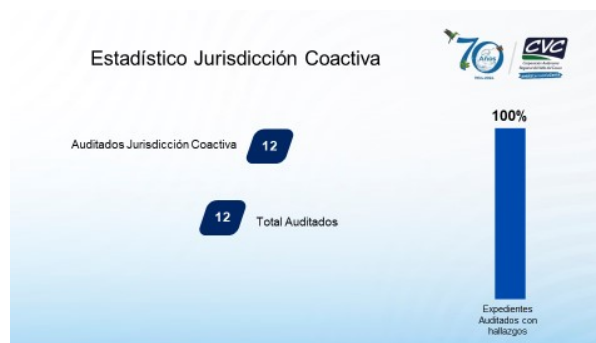 Estadístico Jurisdicción Coactiva
70
Años
CVC
Auditados Jurisdicción Coactiva
12
12
Total Auditados
100%
Expedientes
Auditados con
hallazgos